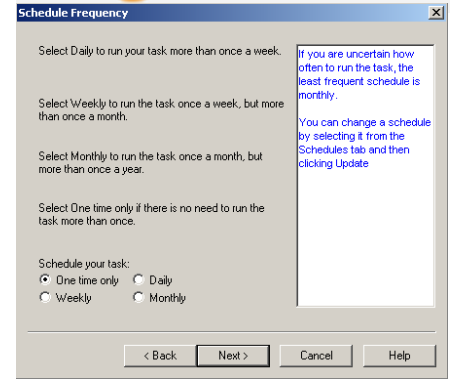 Schedule Frequency
Select Daily to run your task more than once a week.
Select Weekly to run the task once a week, but more
than once a month.
Select Monthly to run the task once a month, but
more than once a year.
Select One time only if there is no need to run the
task more than once.
Schedule your task:
One time only
Daily
Weekly
Monthly
If you are uncertain how
often to run the task, the
least frequent schedule is
monthly.
You can change a schedule
by selecting it from the
Schedules tab and then
clicking Update
< Back
Next >
Cancel
Help